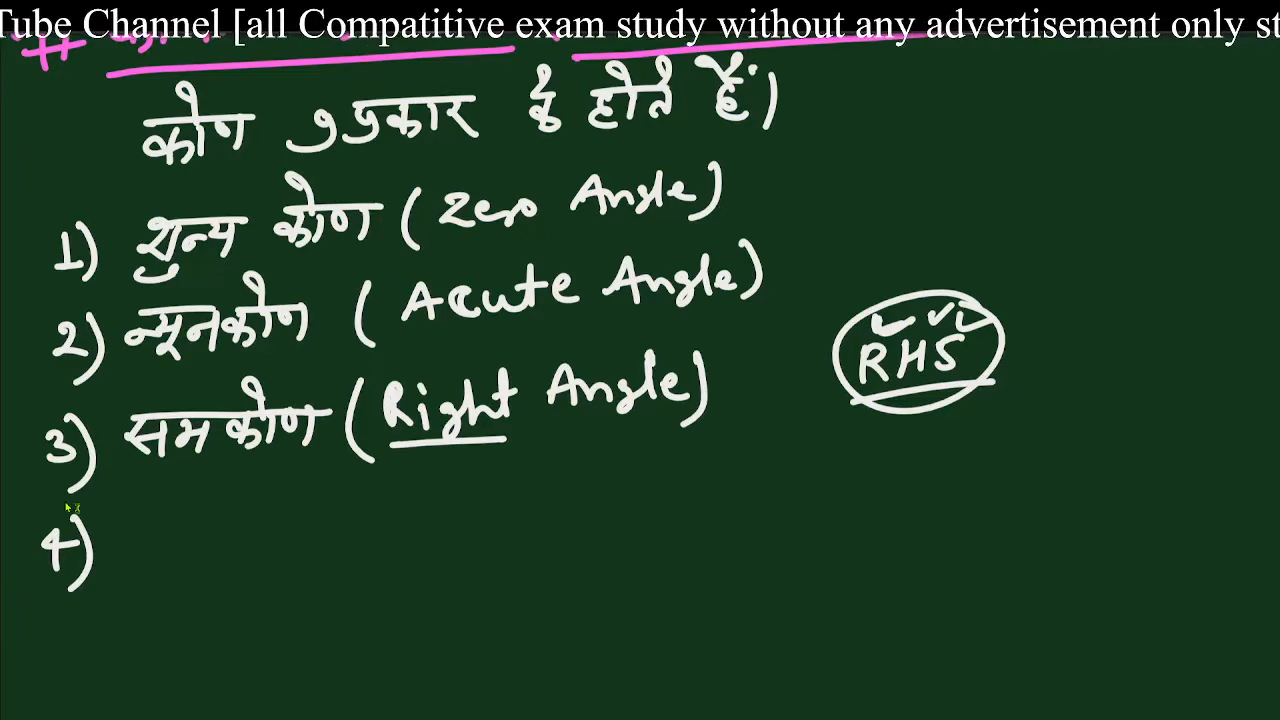 Tube Channel [all Compatitive exam study without any advertisement only st
कोण 7 प्रकार के होते हैं।
1) शुन्य कोण ( Zero Angle)
2) न्यूनकोण ( Acute Angle)
RHS
3) समकोण ( Right Angle)
4)